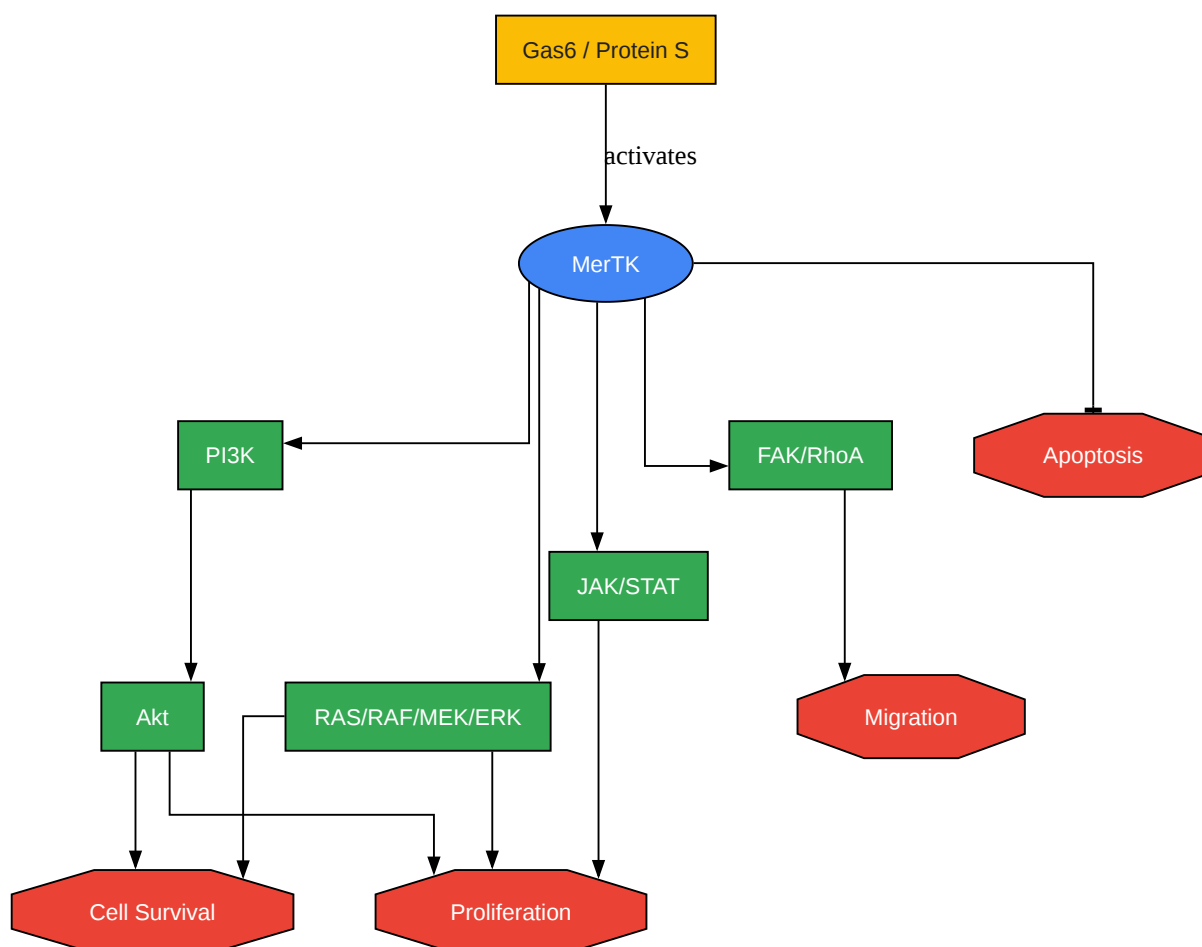 Gas6 / Protein S
activates
MerTK
PI3K
FAK/RhoA
Apoptosis
JAK/STAT
Akt
RAS/RAF/MEK/ERK
Migration
Cell Survival
Proliferation